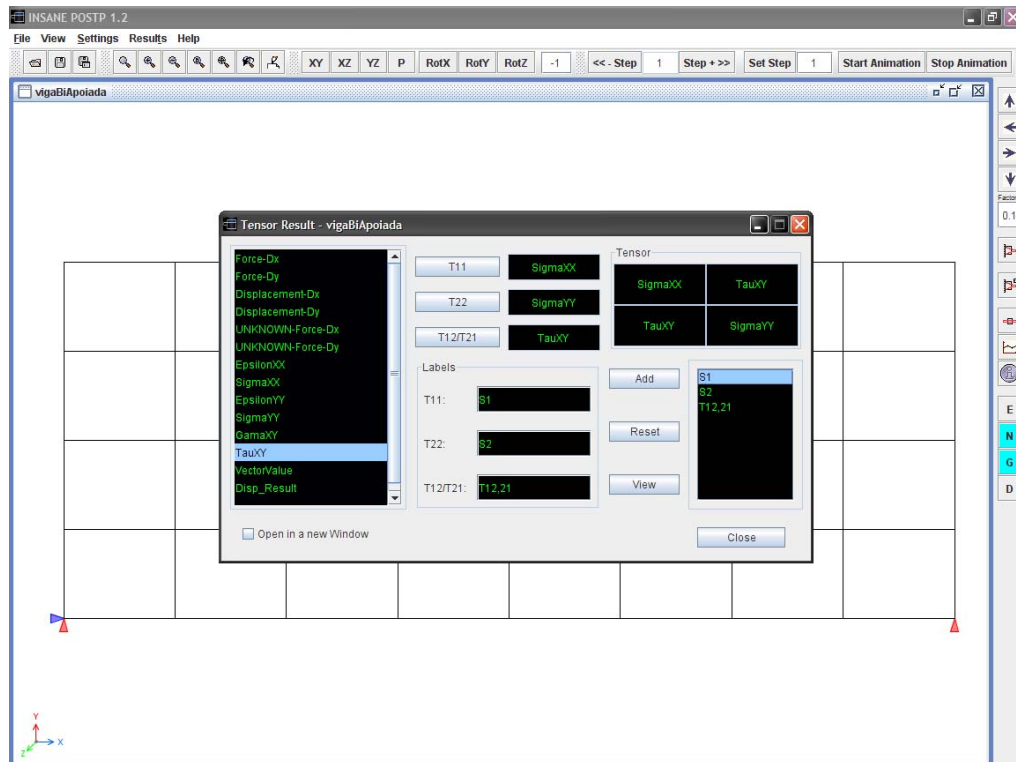 INSANE POSTP 1.2
File View Settings Results Help
XY XZ YZ P RotX RotY RotZ -1 << - Step 1 Step + >> Set Step 1 Start Animation Stop Animation
vigaBiApoiada
Factor
0.1
E
N
G
D
Tensor Result - vigaBiApoiada
Force-Dx
Force-Dy
Displacement-Dx
Displacement-Dy
UNKNOWN-Force-Dx
UNKNOWN-Force-Dy
EpsilonXX
SigmaXX
EpsilonYY
SigmaYY
GamaXY
TauXY
VectorValue
Disp_Result
T11 SigmaXX
T22 SigmaYY
T12/T21 TauXY
Tensor
SigmaXX TauXY
TauXY SigmaYY
Labels
T11: S1
T22: S2
T12/T21: T12,21
Add
Reset
View
S1
S2
T12,21
Open in a new Window
Close
Y
X
Z